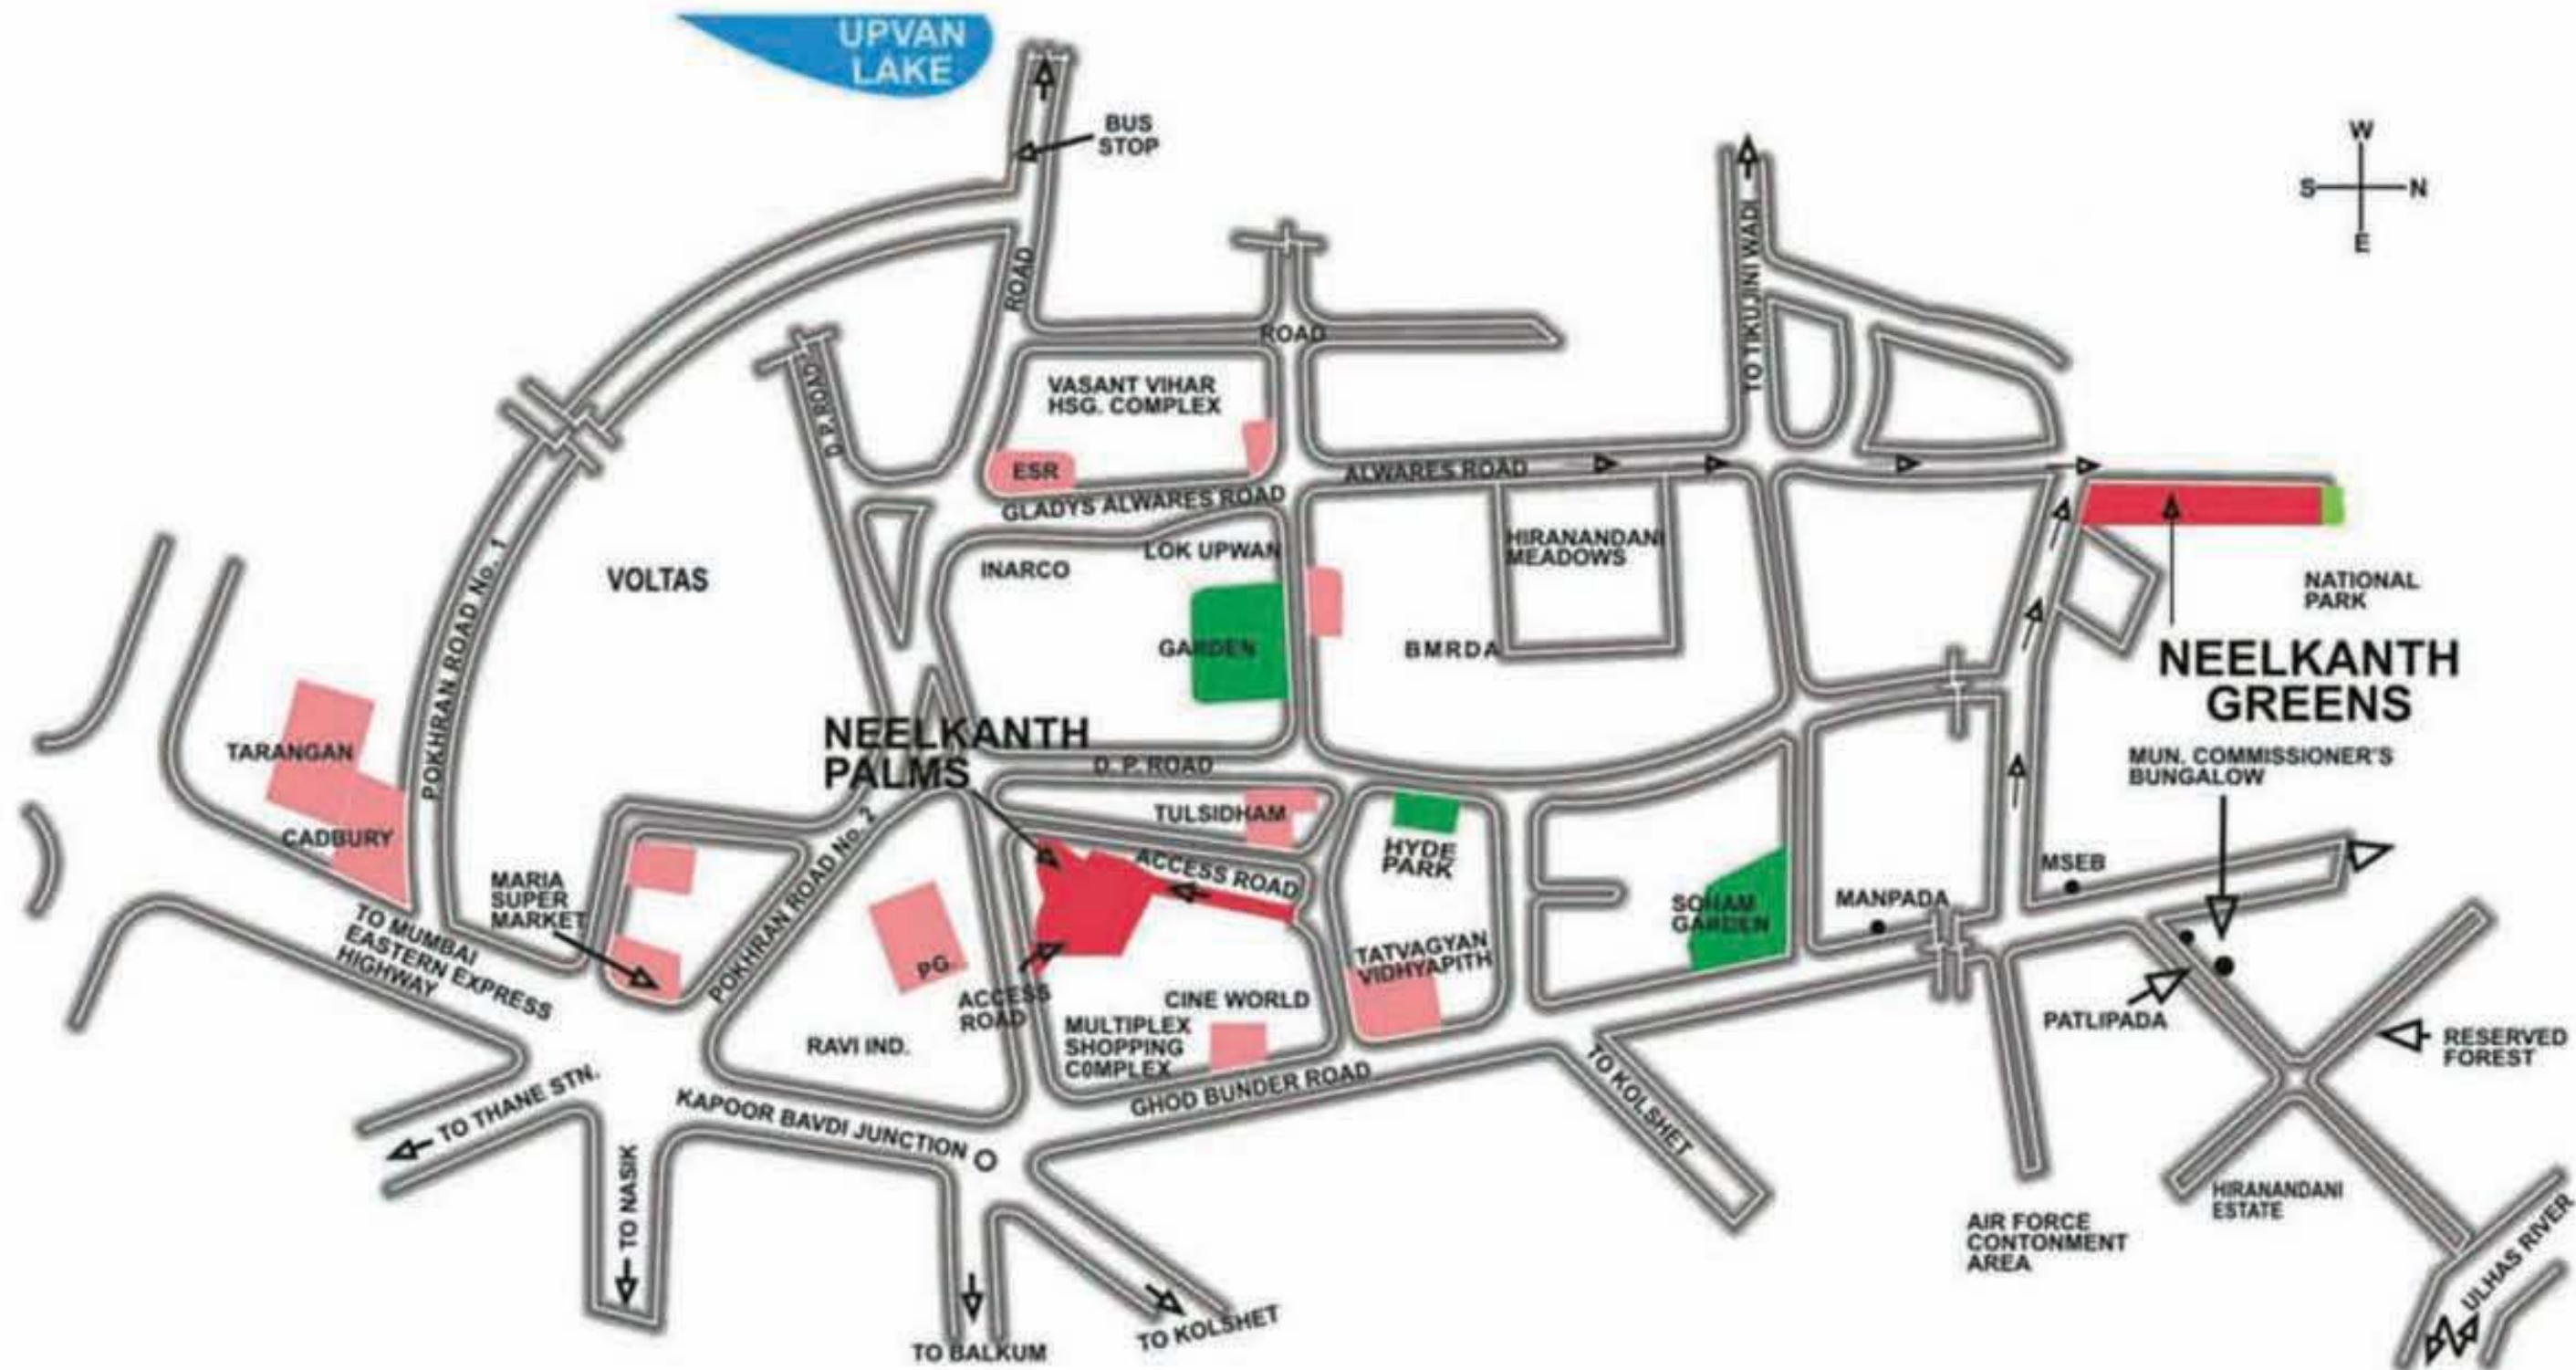 UPVAN
LAKE
BUS
STOP
W
S
N
E
ROAD
ROAD
TO TIKUJINI WADI
D.P.ROAD
VASANT VIHAR
HSG. COMPLEX
ESR
ALWARES ROAD
GLADYS ALWARES ROAD
HIRANANDANI
MEADOWS
LOK UPWAN
INARCO
VOLTAS
POKHRAN ROAD No. 1
GARDEN
BMRDA
NATIONAL
PARK
NEELKANTH
GREENS
NEELKANTH
PALMS
D. P. ROAD
TARANGAN
CADBURY
MUN. COMMISSIONER'S
BUNGALOW
TULSIDHAM
HYDE
PARK
ACCESS ROAD
MSEB
MARIA
SUPER
MARKET
POKHRAN ROAD No. 2
SOHAM
GARDEN
MANPADA
TO MUMBAI
EASTERN EXPRESS
HIGHWAY
PG
ACCESS
ROAD
TATVAGYAN
VIDHYAPITH
CINE WORLD
MULTIPLEX
SHOPPING
C0MPLEX
RAVI IND.
PATLIPADA
RESERVED
FOREST
GHOD BUNDER ROAD
TO KOLSHET
TO THANE STN.
KAPOOR BAVDI JUNCTION
TO NASIK
HIRANANDANI
ESTATE
AIR FORCE
CONTONMENT
AREA
ULHAS RIVER
TO BALKUM
TO KOLSHET